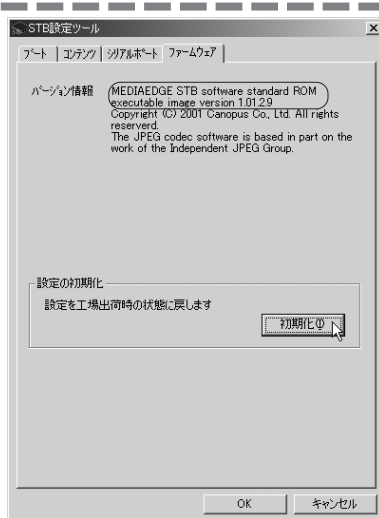 STB設定ツール
ブート コンテンツ シリアルポート ファームウェア
バージョン情報 MEDIAEDGE STB software standard ROM
executable image version 1.01.2.9
Copyright (C) 2001 Canopus Co., Ltd. All rights
reserverd.
The JPEG codec software is based in part on the
work of the Independent JPEG Group.
設定の初期化
設定を工場出荷時の状態に戻します
初期化(I)
OK キャンセル